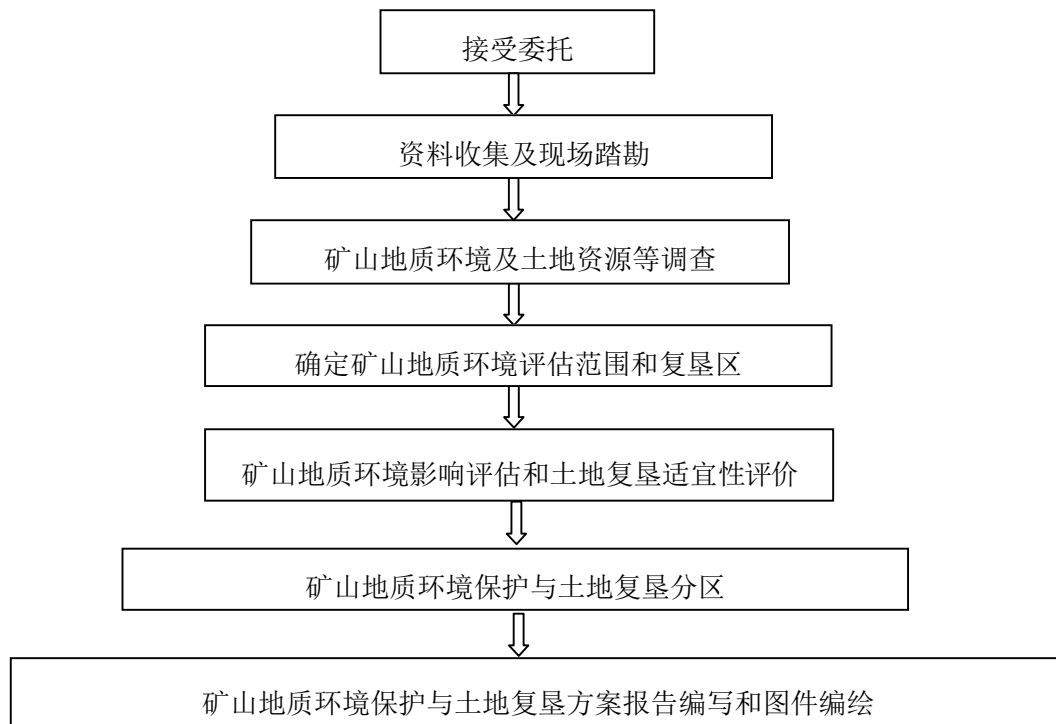 接受委托
资料收集及现场踏勘
矿山地质环境及土地资源等调查
确定矿山地质环境评估范围和复垦区
矿山地质环境影响评估和土地复垦适宜性评价
矿山地质环境保护与土地复垦分区
矿山地质环境保护与土地复垦方案报告编写和图件编绘